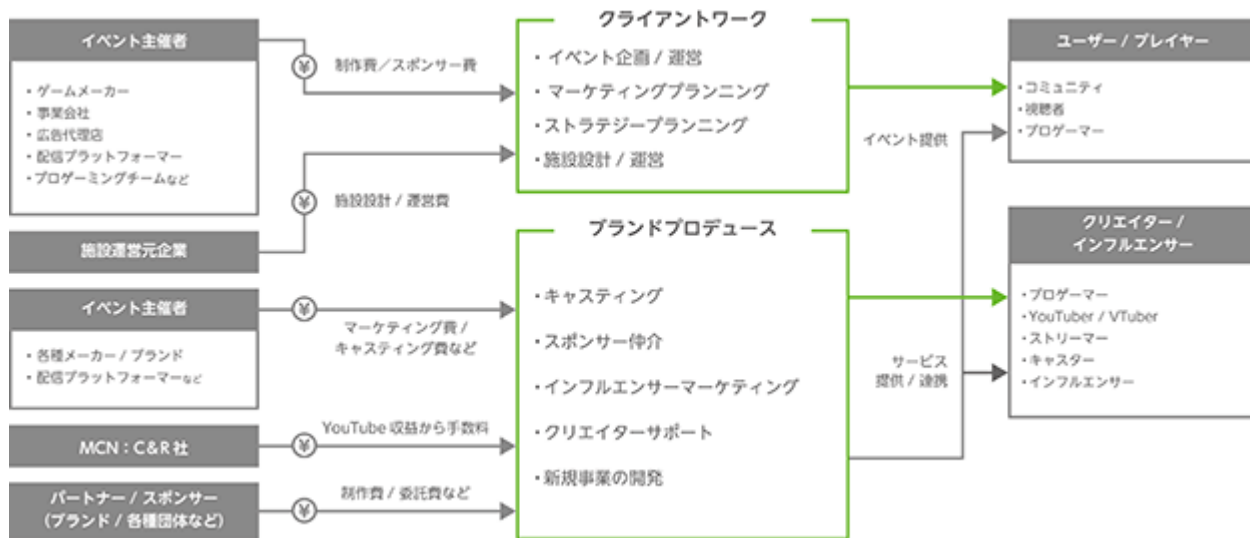 イベント主催者
・ゲームメーカー
・事業会社
・広告代理店
・配信プラットフォーマー
・プロゲーミングチームなど
施設運営元企業
イベント主催者
・各種メーカー / ブランド
・配信プラットフォーマーなど
MCN：C&R社
パートナー / スポンサー
(ブランド / 各種団体など)
¥
制作費／スポンサー費
¥
施設設計 / 運営費
¥
マーケティング費 /
キャスティング費など
¥
YouTube 収益から手数料
¥
制作費 / 委託費など
クライアントワーク
・イベント企画 / 運営
・マーケティングプランニング
・ストラテジープランニング
・施設設計 / 運営
ブランドプロデュース
・キャスティング
・スポンサー仲介
・インフルエンサーマーケティング
・クリエイターサポート
・新規事業の開発
イベント提供
サービス
提供 / 連携
ユーザー / プレイヤー
・コミュニティ
・視聴者
・プロゲーマー
クリエイター /
インフルエンサー
・プロゲーマー
・YouTuber / VTuber
・ストリーマー
・キャスター
・インフルエンサー